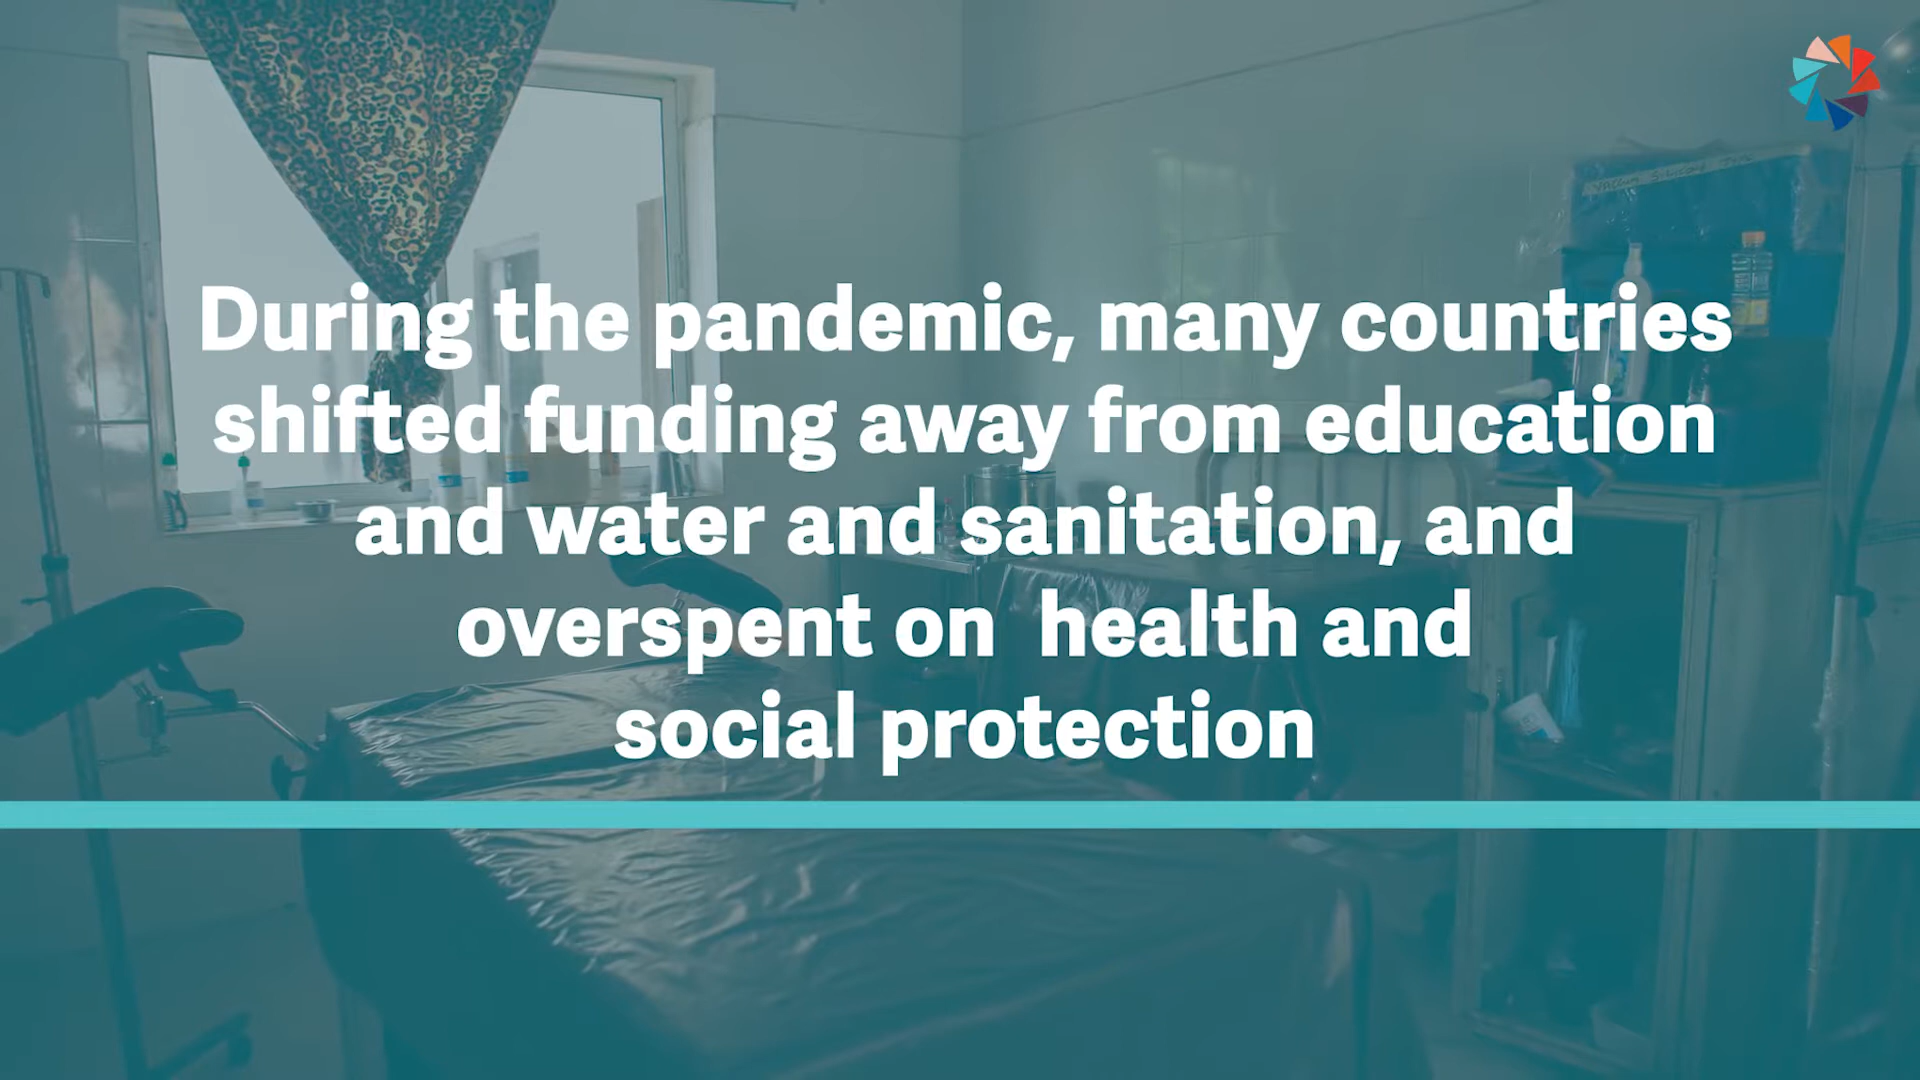 During the pandemic, many countries
shifted funding away from education
and water and sanitation, and
overspent on  health and
social protection